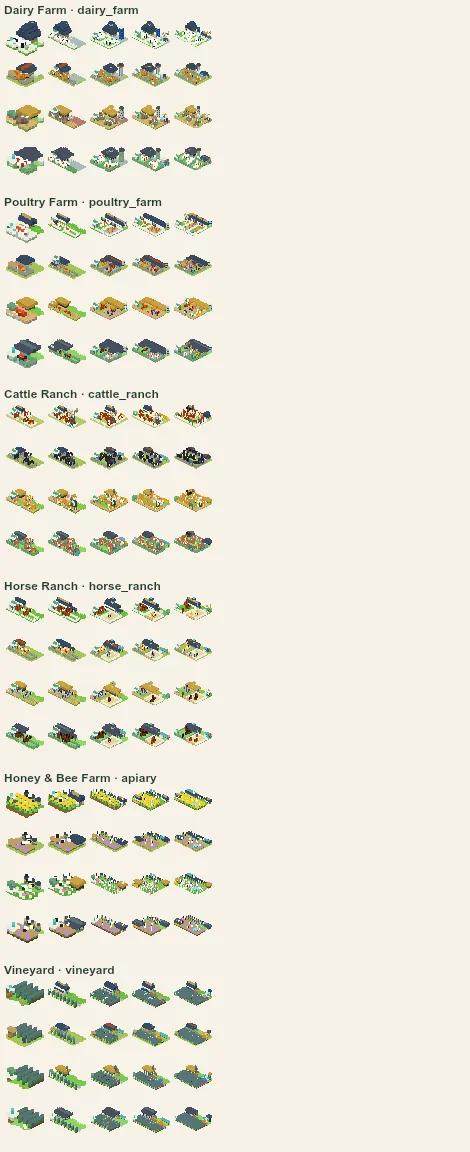 Dairy Farm · dairy_farm
Poultry Farm · poultry_farm
Cattle Ranch · cattle_ranch
Horse Ranch · horse_ranch
Honey & Bee Farm · apiary
Vineyard · vineyard